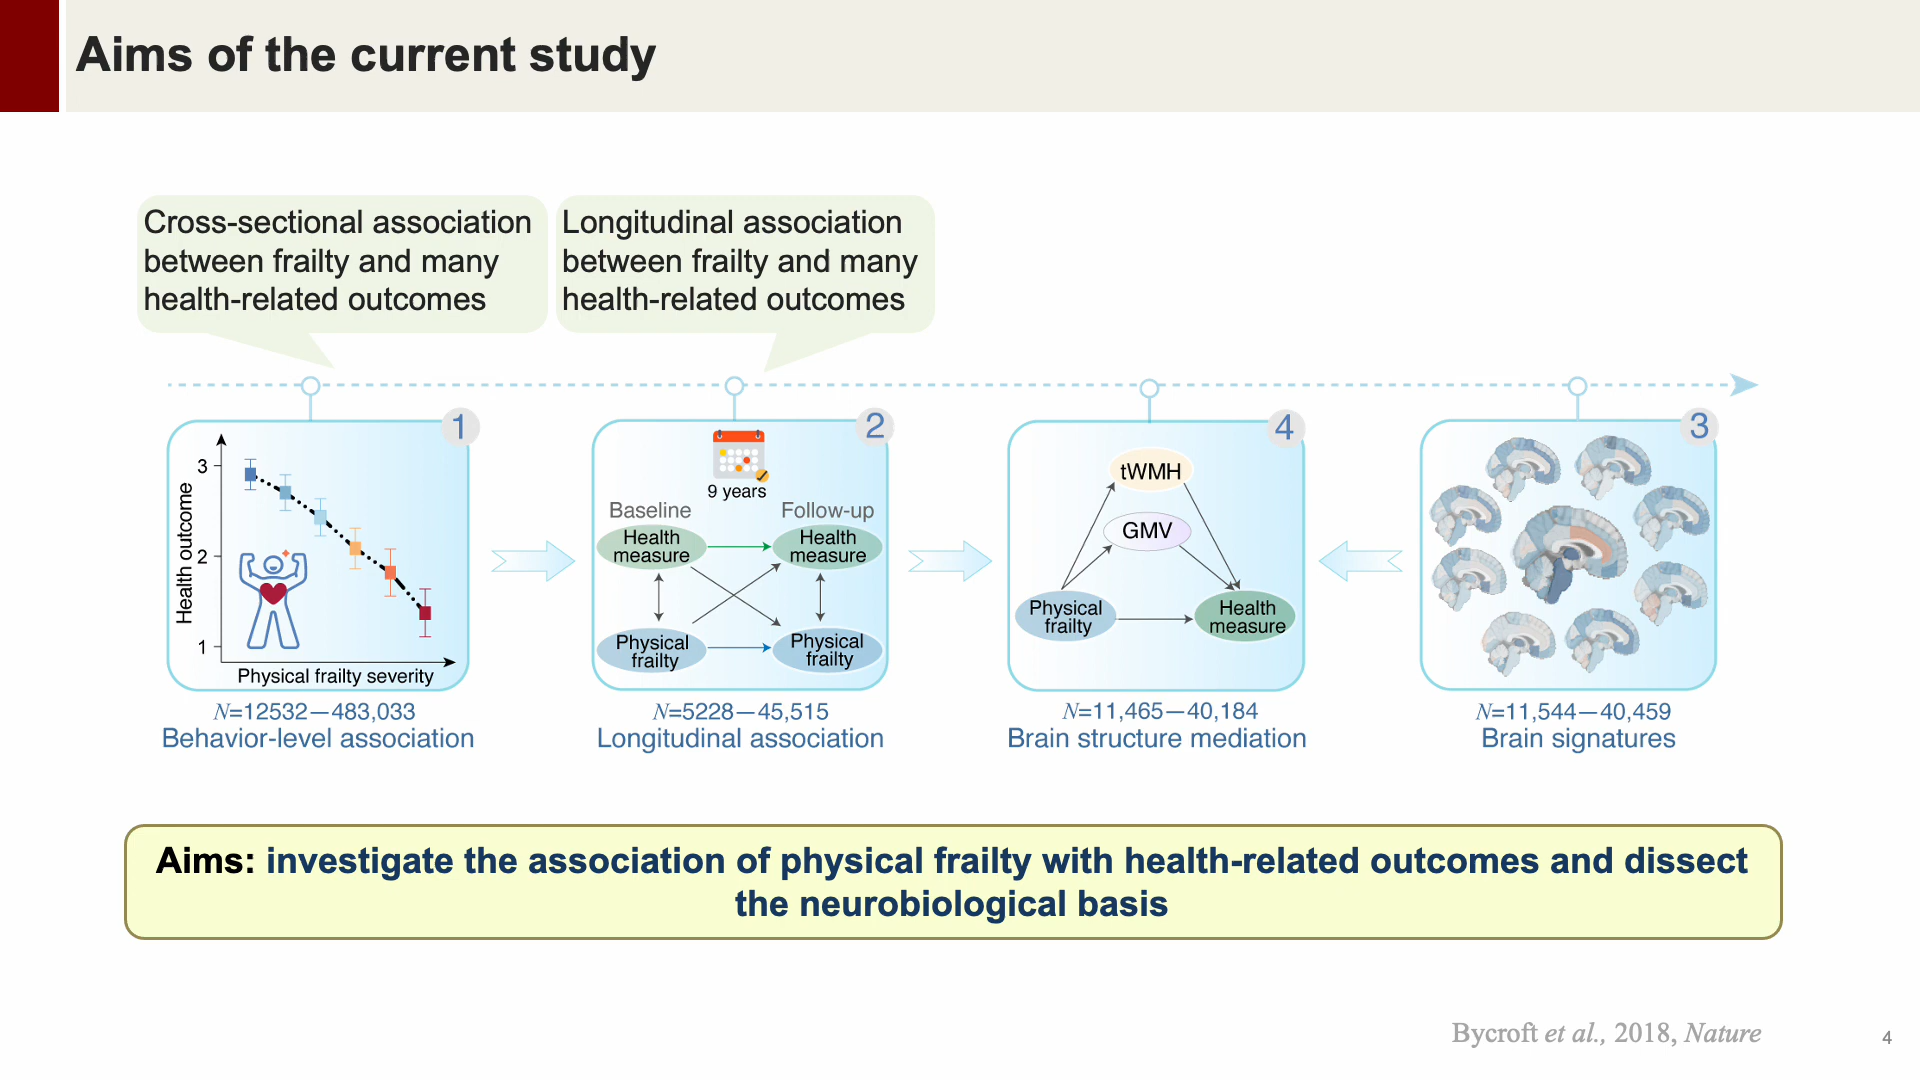 Aims of the current study
Cross-sectional association
between frailty and many
health-related outcomes
Longitudinal association
between frailty and many
health-related outcomes
1
3
2
1
Health outcome
Physical frailty severity
N=12532—483,033
Behavior-level association
2
9 years
Baseline
Follow-up
Health
measure
Health
measure
Physical
frailty
Physical
frailty
N=5228—45,515
Longitudinal association
4
tWMH
GMV
Physical
frailty
Health
measure
N=11,465—40,184
Brain structure mediation
3
N=11,544—40,459
Brain signatures
Aims: investigate the association of physical frailty with health-related outcomes and dissect
the neurobiological basis
Bycroft et al., 2018, Nature
4